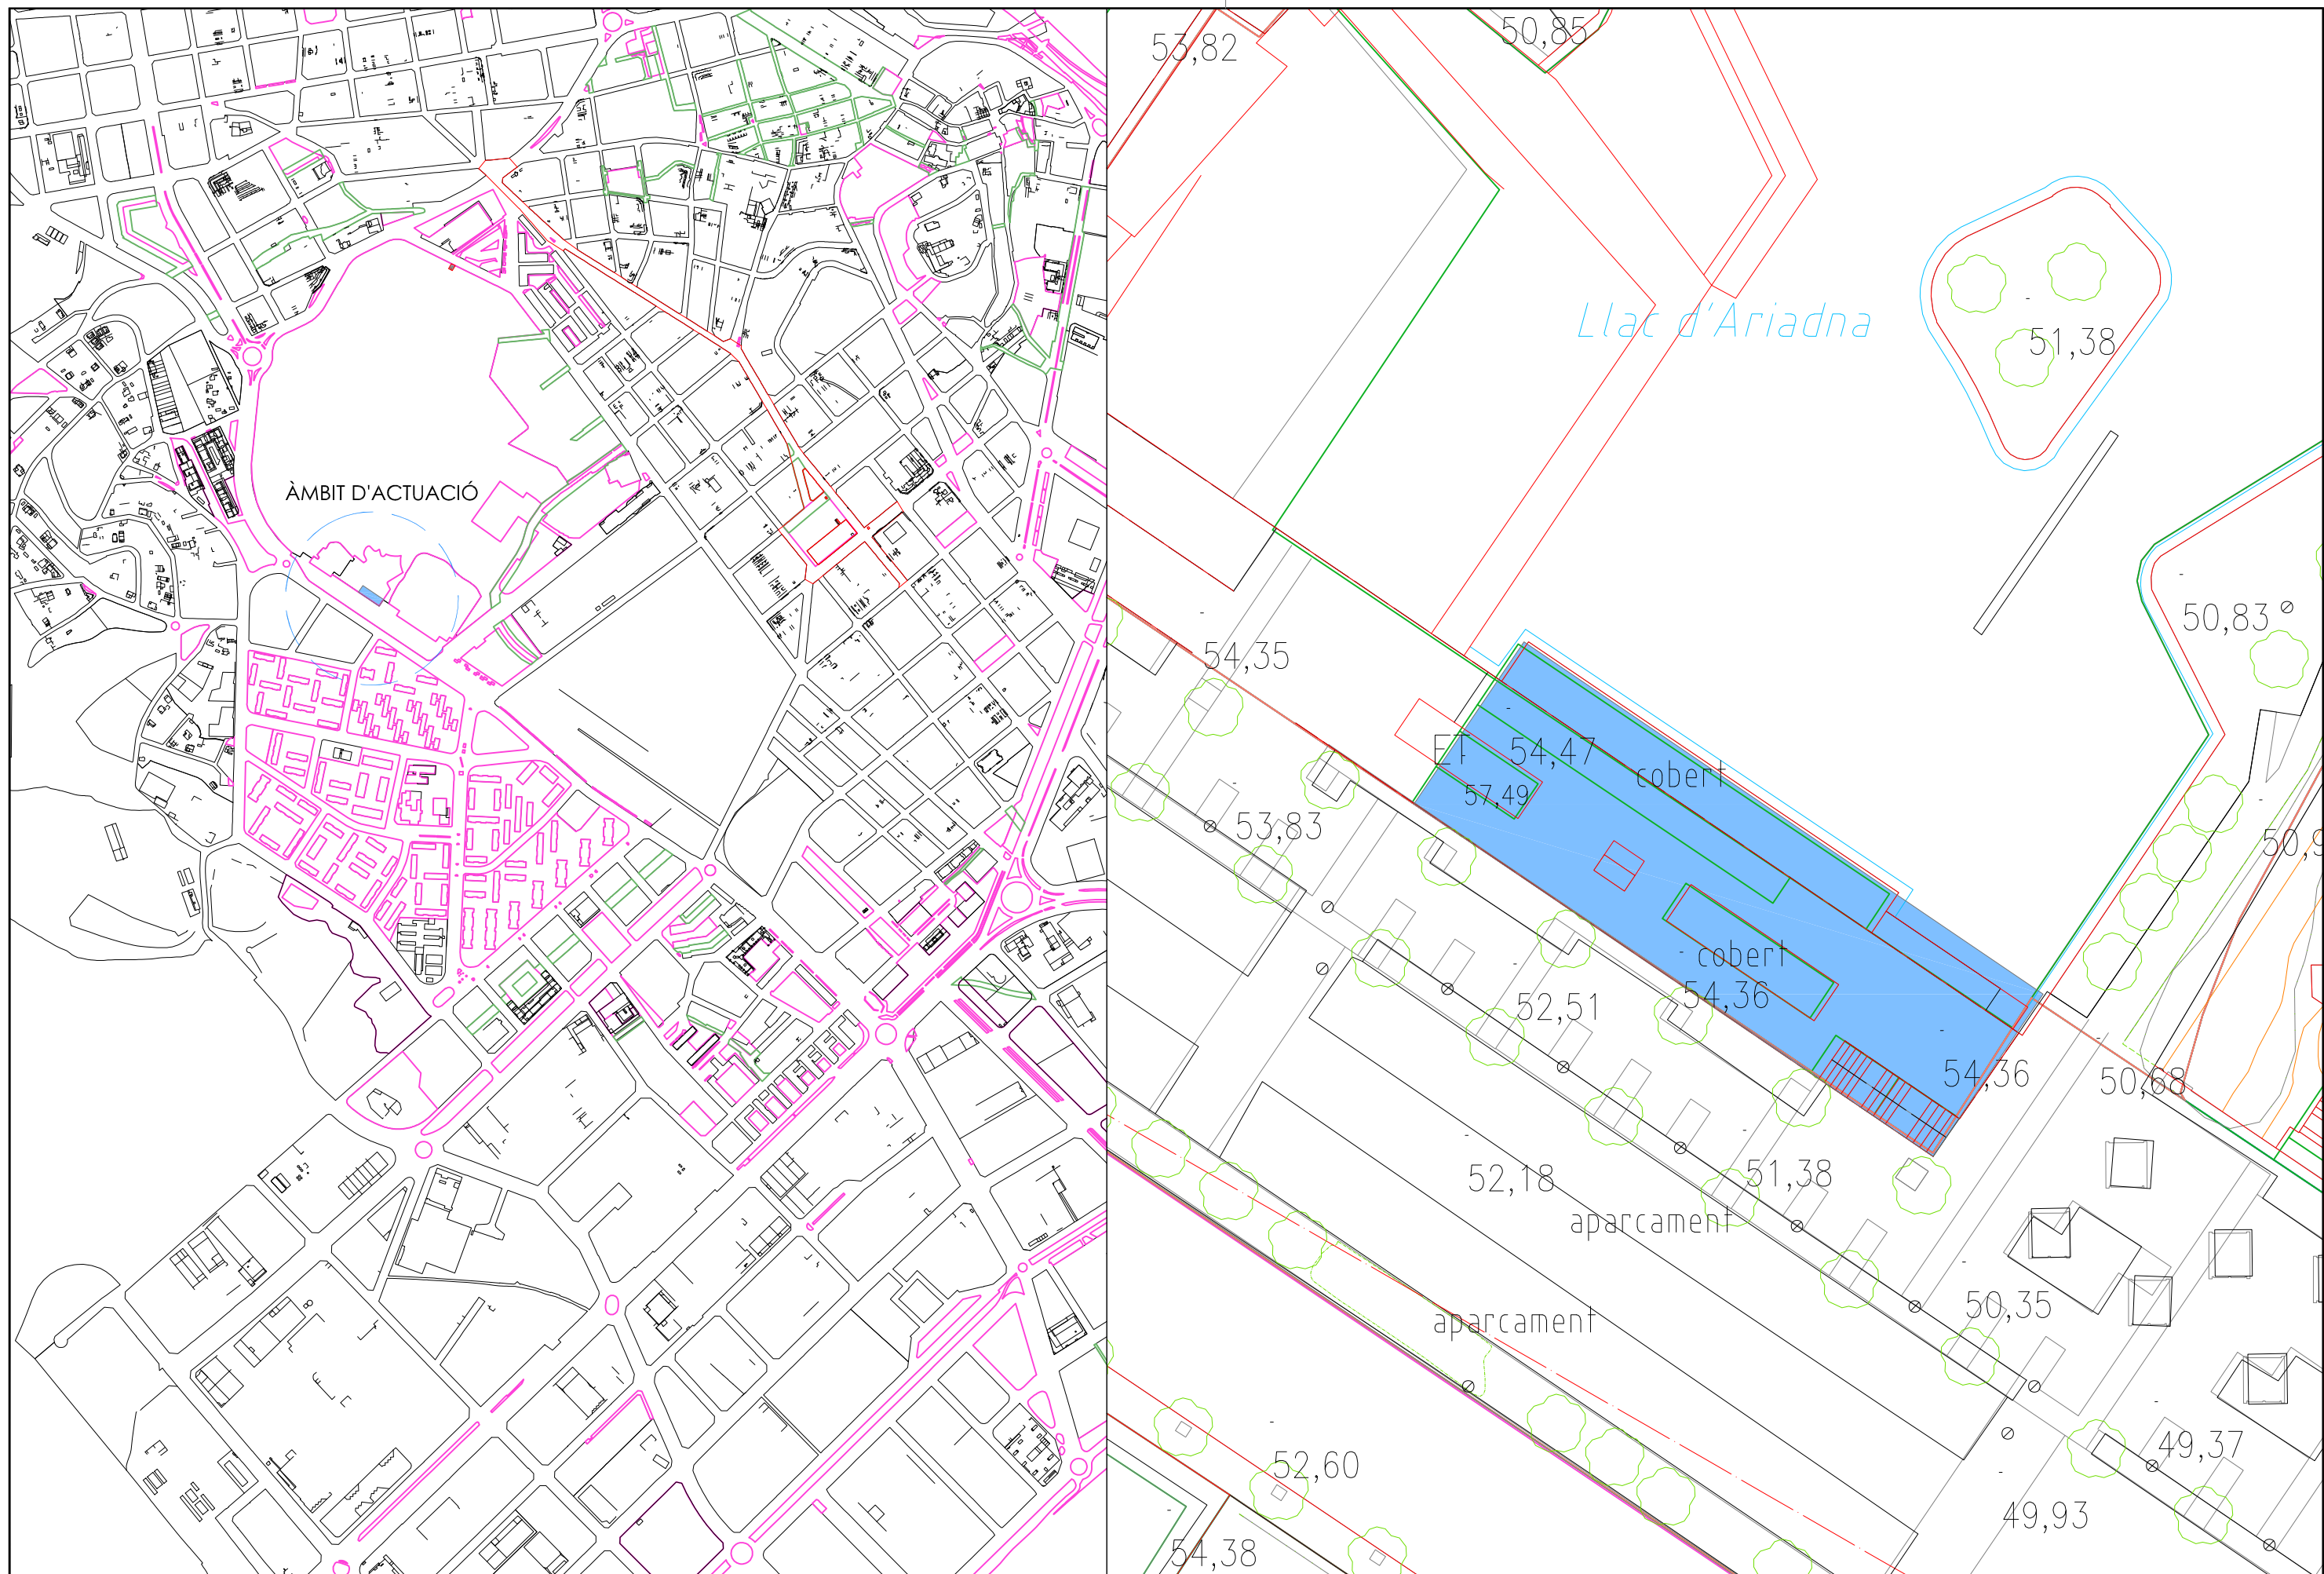 ÀMBIT D'ACTUACIÓ
53,82
50,85
Llac d'Ariadna
51,38
50,83
54,35
ET 54,47
cobert
57,49
53,83
cobert
54,36
52,51
54,36
50,68
52,18
51,38
aparcament
50,35
aparcament
49,37
52,60
49,93
54,38